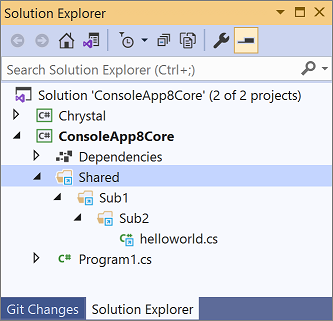 Solution Explorer
Search Solution Explorer (Ctrl+;)
Solution 'ConsoleApp8Core' (2 of 2 projects)
C# Chrystal
C# ConsoleApp8Core
Dependencies
Shared
Sub1
Sub2
C# helloworld.cs
C# Program1.cs
Git Changes Solution Explorer